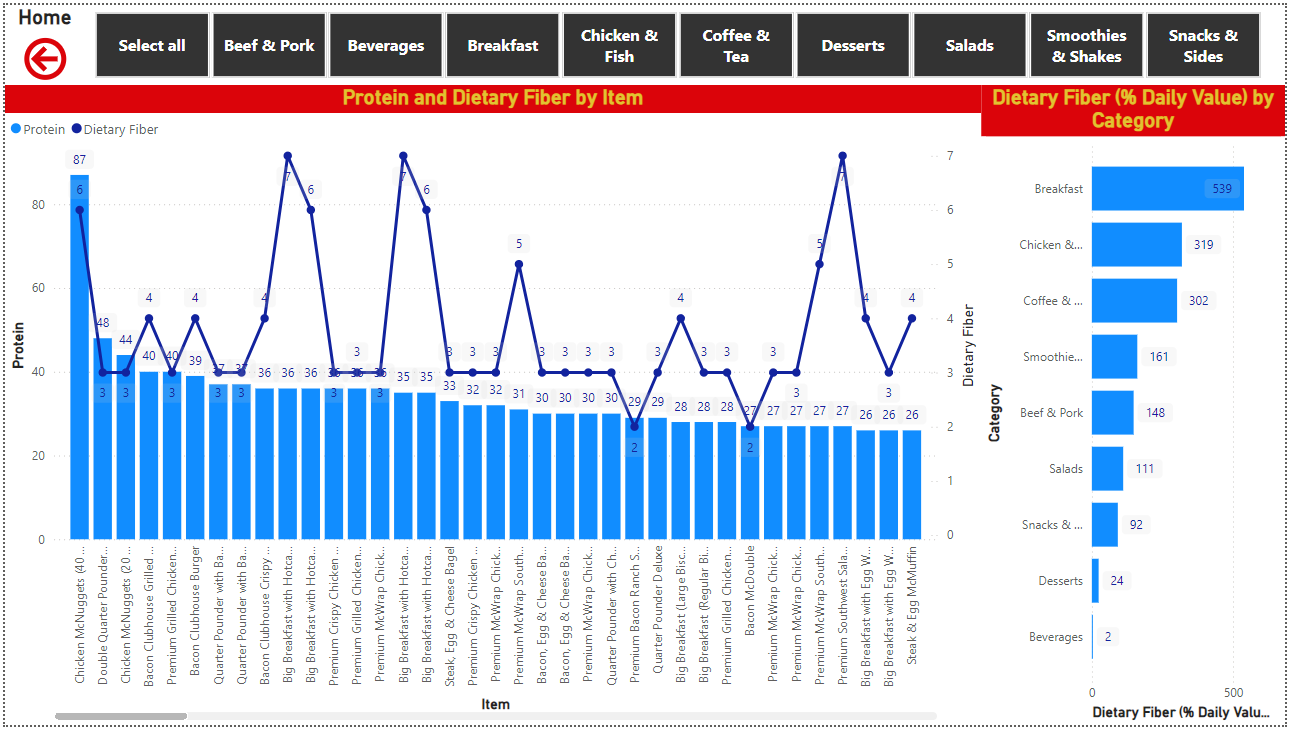 Home
Select all
Beef & Pork
Beverages
Breakfast
Chicken &
Fish
Coffee &
Tea
Desserts
Salads
Smoothies
& Shakes
Snacks &
Sides
Protein and Dietary Fiber by Item
Dietary Fiber (% Daily Value) by
Category
Protein
Dietary Fiber
Protein
80
60
40
20
0
87
48
44
40
40
39
37
37
36
36
36
36
36
36
35
35
33
32
32
31
30
30
30
30
29
29
28
28
28
27
27
27
27
27
26
26
26
6
3
3
4
3
4
3
3
4
7
6
3
3
3
7
6
3
3
3
5
3
3
3
3
2
3
4
3
3
2
3
3
5
7
4
3
4
7
6
5
4
3
2
1
0
Dietary Fiber
Chicken McNuggets (40 ...
Double Quarter Pounder...
Chicken McNuggets (20 ...
Bacon Clubhouse Grilled ...
Premium Grilled Chicken...
Bacon Clubhouse Burger
Quarter Pounder with Ba...
Quarter Pounder with Ba...
Bacon Clubhouse Crispy ...
Big Breakfast with Hotca...
Big Breakfast with Hotca...
Premium Crispy Chicken ...
Premium Grilled Chicken...
Premium McWrap Chick...
Big Breakfast with Hotca...
Big Breakfast with Hotca...
Steak, Egg & Cheese Bagel
Premium Crispy Chicken ...
Premium McWrap Chick...
Premium McWrap South...
Bacon, Egg & Cheese Ba...
Bacon, Egg & Cheese Ba...
Premium McWrap Chick...
Quarter Pounder with Ch...
Premium Bacon Ranch S...
Quarter Pounder Deluxe
Big Breakfast (Large Bisc...
Big Breakfast (Regular Bi...
Premium Grilled Chicken...
Bacon McDouble
Premium McWrap Chick...
Premium McWrap Chick...
Premium McWrap South...
Premium Southwest Sala...
Big Breakfast with Egg W...
Big Breakfast with Egg W...
Steak & Egg McMuffin
Item
Category
Breakfast 539
Chicken &... 319
Coffee & ... 302
Smoothie... 161
Beef & Pork 148
Salads 111
Snacks & ... 92
Desserts 24
Beverages 2
0 500
Dietary Fiber (% Daily Valu...